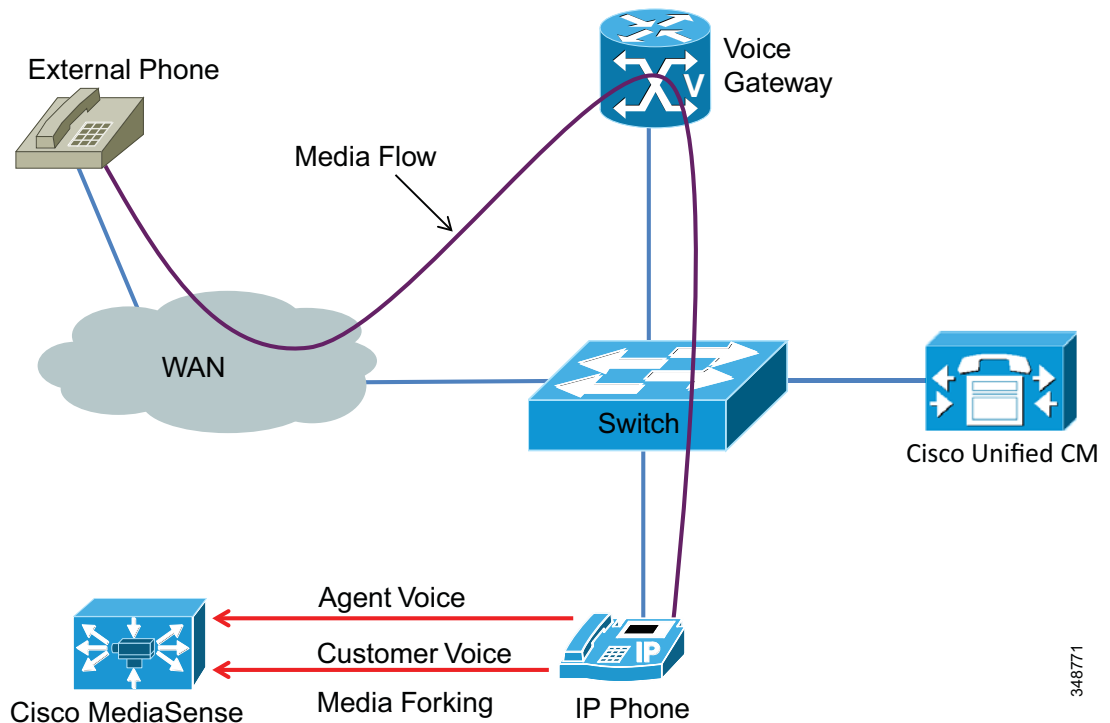 External Phone
Voice
Gateway
V
Media Flow
WAN
Switch
Cisco Unified CM
Agent Voice
Customer Voice
Media Forking
IP
Cisco MediaSense
IP Phone
348771